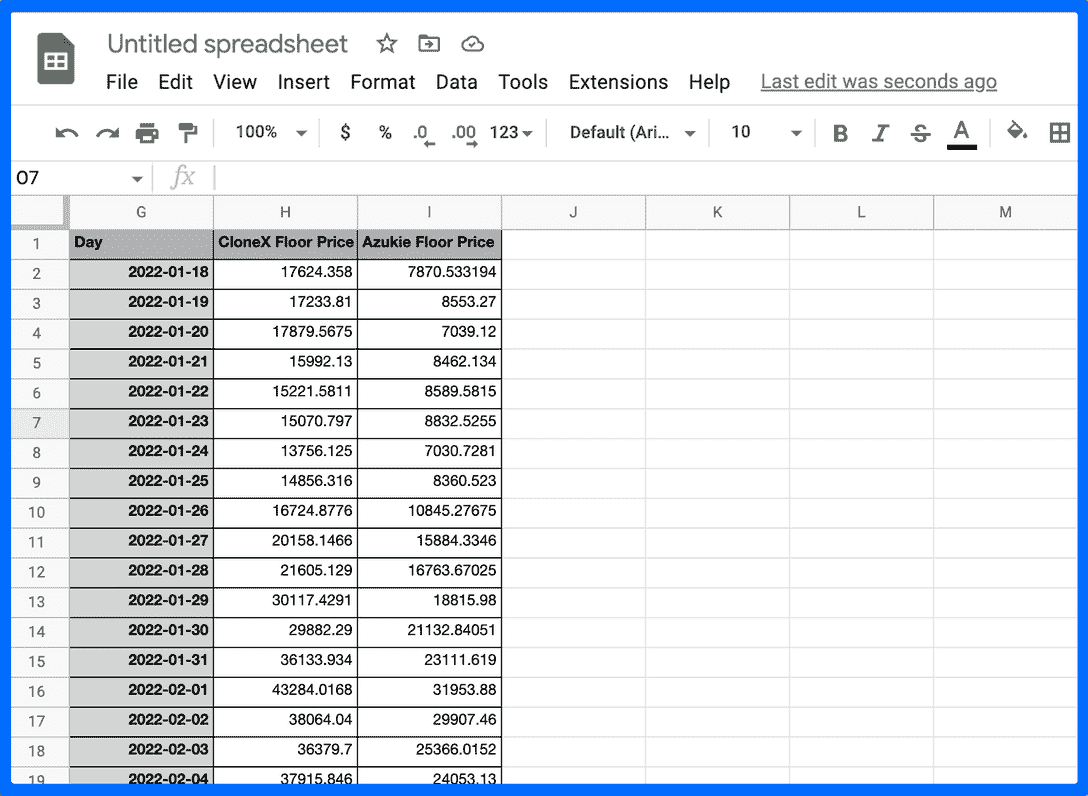 Untitled spreadsheet
File Edit View Insert Format Data Tools Extensions Help Last edit was seconds ago
100% $ % .0 .00 123 Default (Ari... 10 B I S A
O7 fx
G H I J K L M
1 Day CloneX Floor Price Azukie Floor Price
2 2022-01-18 17624.358 7870.533194
3 2022-01-19 17233.81 8553.27
4 2022-01-20 17879.5675 7039.12
5 2022-01-21 15992.13 8462.134
6 2022-01-22 15221.5811 8589.5815
7 2022-01-23 15070.797 8832.5255
8 2022-01-24 13756.125 7030.7281
9 2022-01-25 14856.316 8360.523
10 2022-01-26 16724.8776 10845.27675
11 2022-01-27 20158.1466 15884.3346
12 2022-01-28 21605.129 16763.67025
13 2022-01-29 30117.4291 18815.98
14 2022-01-30 29882.29 21132.84051
15 2022-01-31 36133.934 23111.619
16 2022-02-01 43284.0168 31953.88
17 2022-02-02 38064.04 29907.46
18 2022-02-03 36379.7 25366.0152
19 2022-02-04 37915.846 24053.13